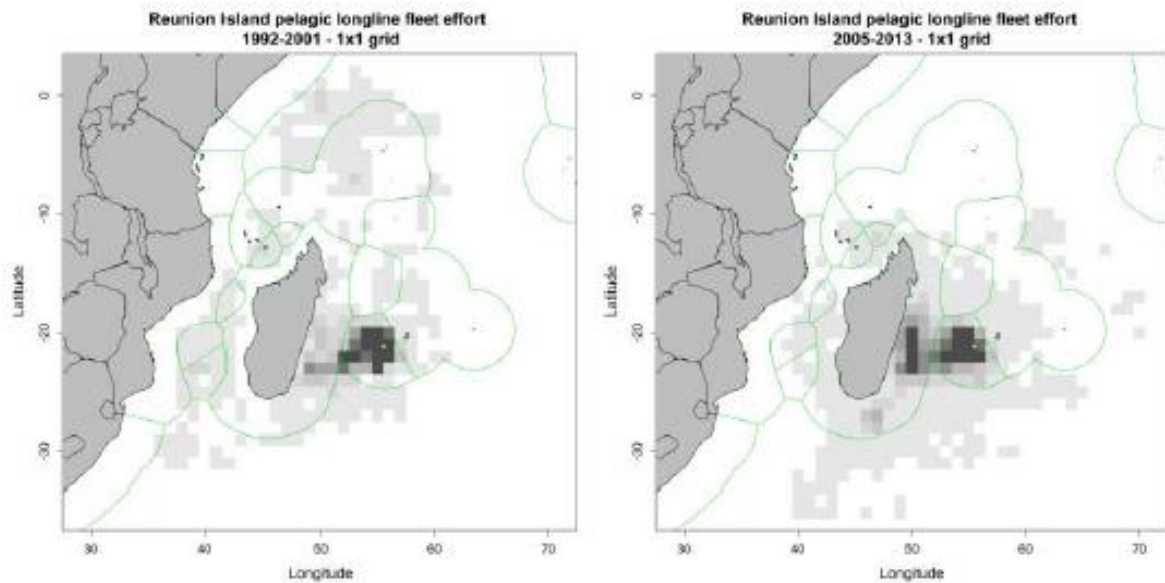 Reunion Island pelagic longline fleet effort
1992-2001 - 1x1 grid
0
-10
-20
-30
Latitude
30 40 50 60 70
Longitude
Reunion Island pelagic longline fleet effort
2005-2013 - 1x1 grid
0
-10
-20
-30
Latitude
30 40 50 60 70
Longitude